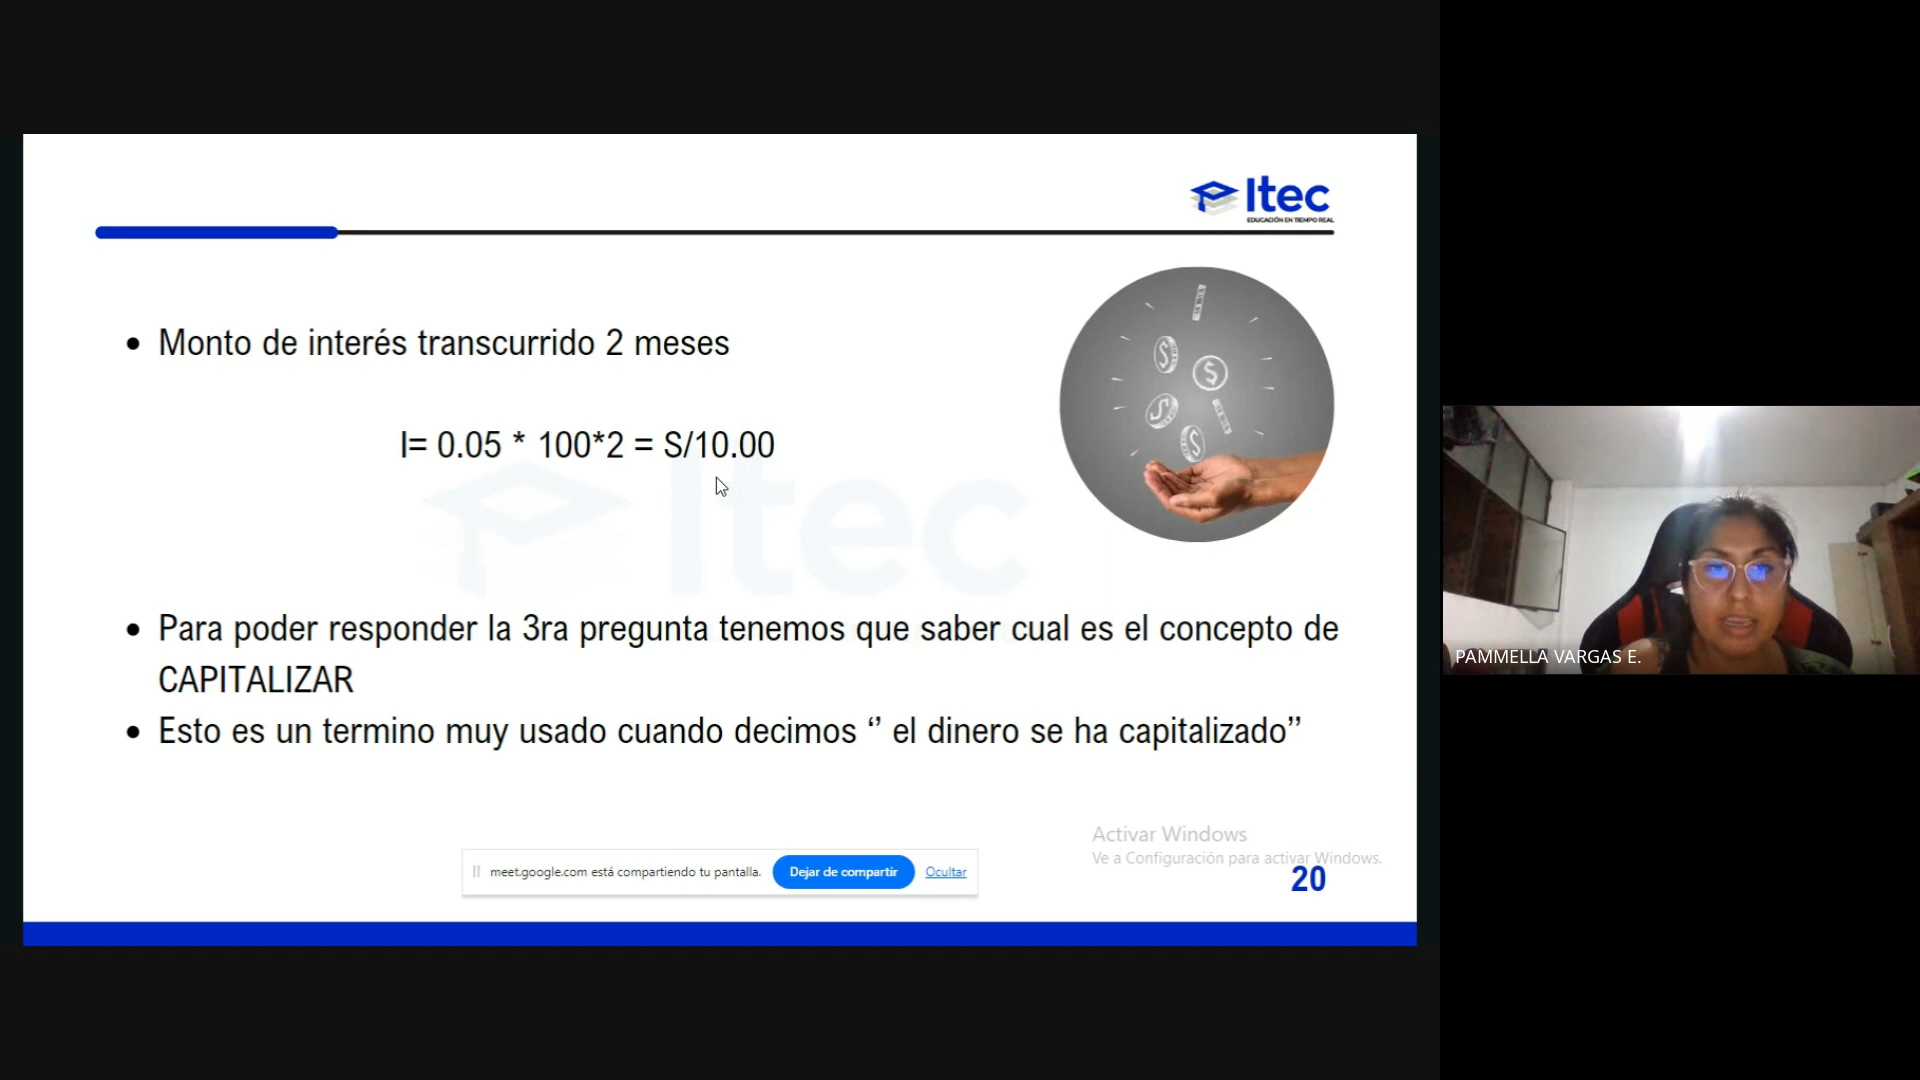 Itec
EDUCACIÓN EN TIEMPO REAL
• Monto de interés transcurrido 2 meses
I= 0.05 * 100*2 = S/10.00
Itec
• Para poder responder la 3ra pregunta tenemos que saber cual es el concepto de
CAPITALIZAR
• Esto es un termino muy usado cuando decimos ‘’ el dinero se ha capitalizado’’
Activar Windows
Ve a Configuración para activar Windows.
meet.google.com está compartiendo tu pantalla. Dejar de compartir Ocultar
20
PAMMELLA VARGAS E.